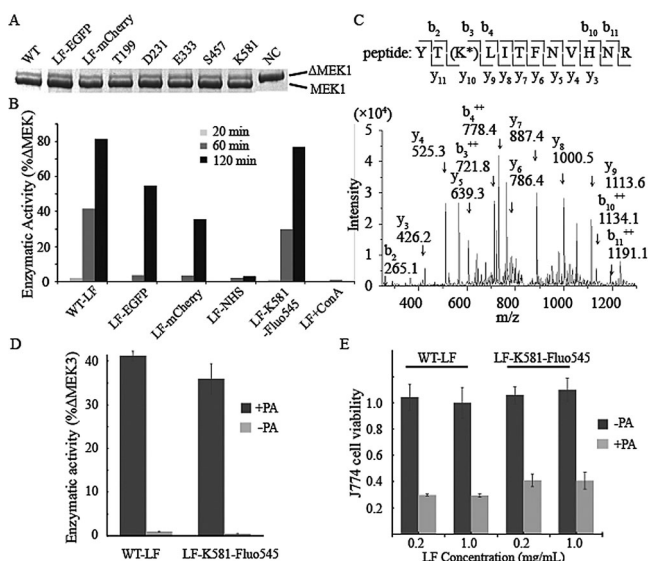 A
WT
LF-EGFP
LF-mCherry
T199
D231
E333
S457
K581
NC
ΔMEK1
MEK1
B
Enzymatic Activity (%ΔMEK)
80
60
40
20
0
20 min
60 min
120 min
WT-LF
LF-EGFP
LF-mCherry
LF-NHS
LF-K581
-Fluo545
LF+ConA
C
b2 b3 b4 b10 b11
peptide: Y T (K*) L I T F N V H N R
y11 y10 y9 y8 y7 y6 y5 y4 y3
(×10⁴)
Intensity
5
4
3
2
1
0
b2
265.1
y3
426.2
y4
525.3
y5
639.3
b3++
721.8
b4++
778.4
y6
786.4
y7
887.4
y8
1000.5
y9
1113.6
b10++
1134.1
b11++
1191.1
400 600 800 1000 1200
m/z
D
Enzymatic activity (%ΔMEK3)
40
30
20
10
0
+PA
-PA
WT-LF LF-K581-Fluo545
E
WT-LF LF-K581-Fluo545
J774 cell viability
1.0
0.8
0.6
0.4
0.2
-PA
+PA
0.2 1.0 0.2 1.0
LF Concentration (mg/mL)